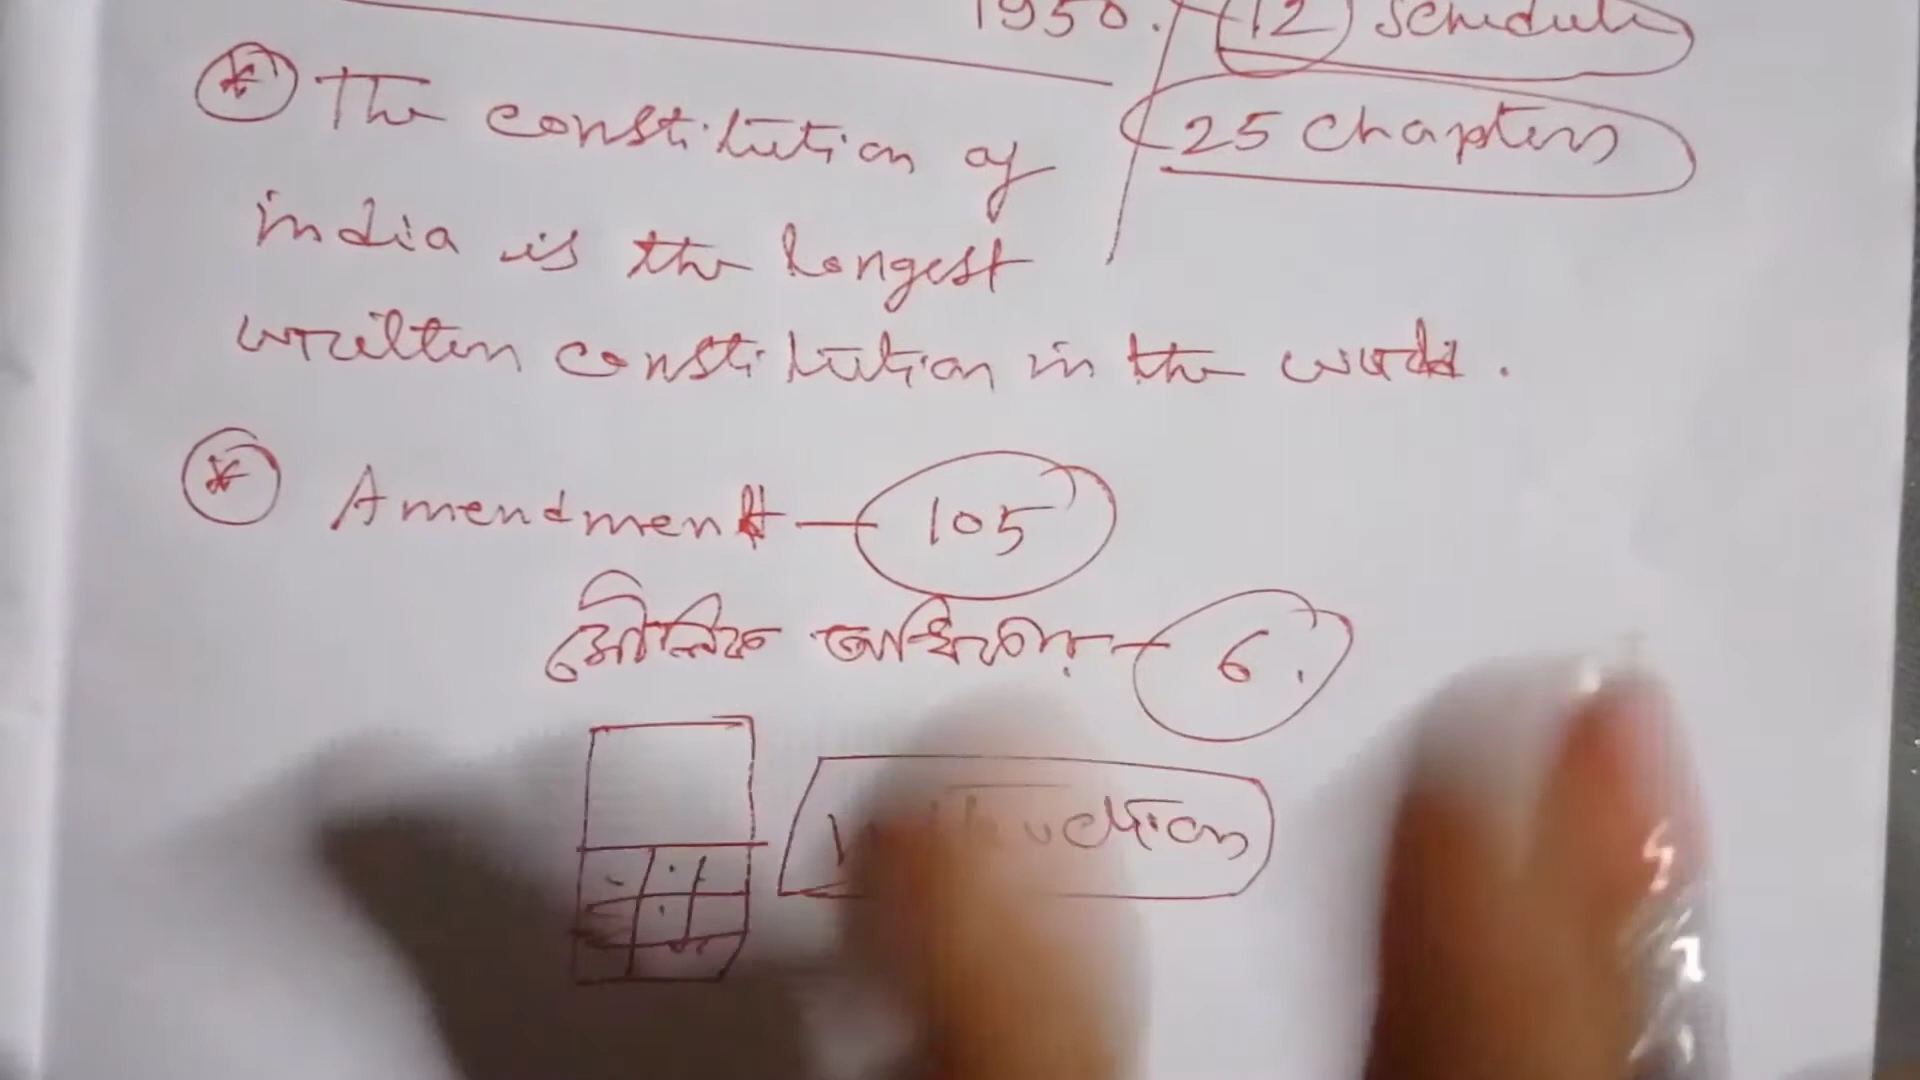 1950. 12 Schedule
25 chapters
The constitution of
india is the longest
written constitution in the world.
Amendment - 105
মৌলিক অধিকার - 6.